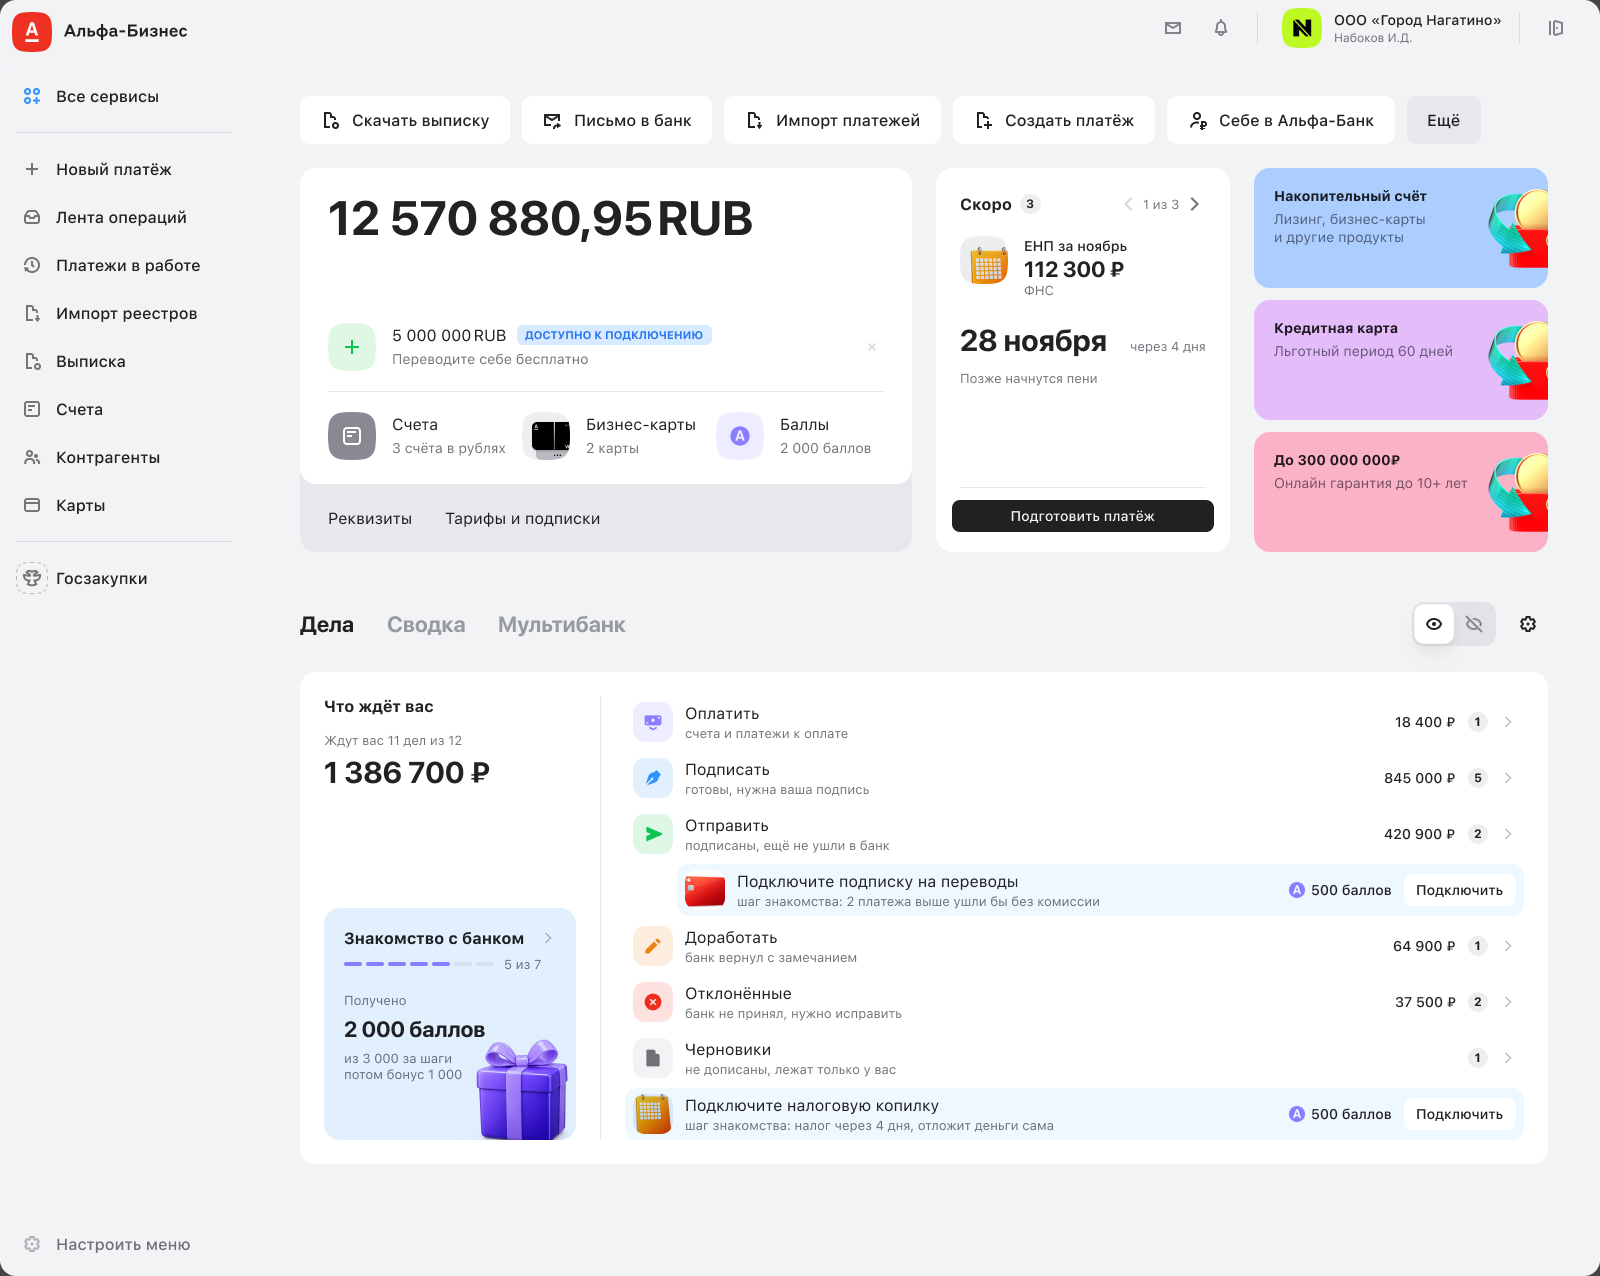 Альфа-Бизнес
ООО «Город Нагатино»
Набоков И.Д.
Все сервисы
Новый платёж
Лента операций
Платежи в работе
Импорт реестров
Выписка
Счета
Контрагенты
Карты
Госзакупки
Настроить меню
Скачать выписку
Письмо в банк
Импорт платежей
Создать платёж
Себе в Альфа-Банк
Ещё
12 570 880,95 RUB
5 000 000 RUB ДОСТУПНО К ПОДКЛЮЧЕНИЮ
Переводите себе бесплатно
Счета
3 счёта в рублях
Бизнес-карты
2 карты
Баллы
2 000 баллов
Реквизиты
Тарифы и подписки
Скоро 3
1 из 3
ЕНП за ноябрь
112 300 ₽
ФНС
28 ноября через 4 дня
Позже начнутся пени
Подготовить платёж
Накопительный счёт
Лизинг, бизнес-карты
и другие продукты
Кредитная карта
Льготный период 60 дней
До 300 000 000₽
Онлайн гарантия до 10+ лет
Дела
Сводка
Мультибанк
Что ждёт вас
Ждут вас 11 дел из 12
1 386 700 ₽
Знакомство с банком
5 из 7
Получено
2 000 баллов
из 3 000 за шаги
потом бонус 1 000
Оплатить
счета и платежи к оплате
18 400 ₽ 1
Подписать
готовы, нужна ваша подпись
845 000 ₽ 5
Отправить
подписаны, ещё не ушли в банк
420 900 ₽ 2
Подключите подписку на переводы
шаг знакомства: 2 платежа выше ушли бы без комиссии
500 баллов
Подключить
Доработать
банк вернул с замечанием
64 900 ₽ 1
Отклонённые
банк не принял, нужно исправить
37 500 ₽ 2
Черновики
не дописаны, лежат только у вас
1
Подключите налоговую копилку
шаг знакомства: налог через 4 дня, отложит деньги сама
500 баллов
Подключить